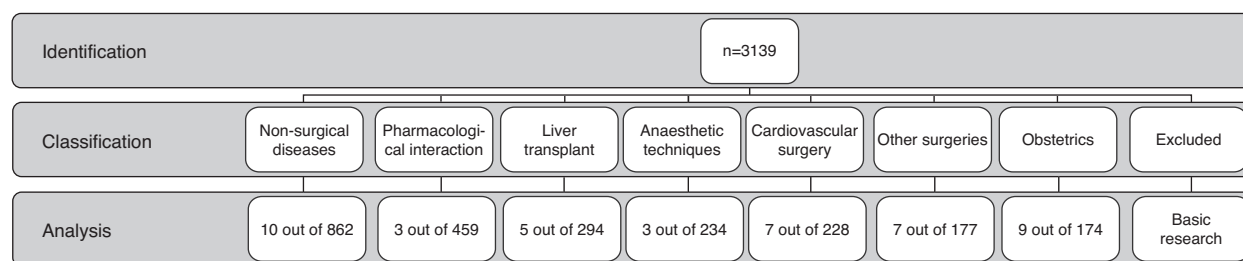 Identification
n=3139
Classification
Non-surgical
diseases
Pharmacologi-
cal interaction
Liver
transplant
Anaesthetic
techniques
Cardiovascular
surgery
Other surgeries
Obstetrics
Excluded
Analysis
10 out of 862
3 out of 459
5 out of 294
3 out of 234
7 out of 228
7 out of 177
9 out of 174
Basic
research